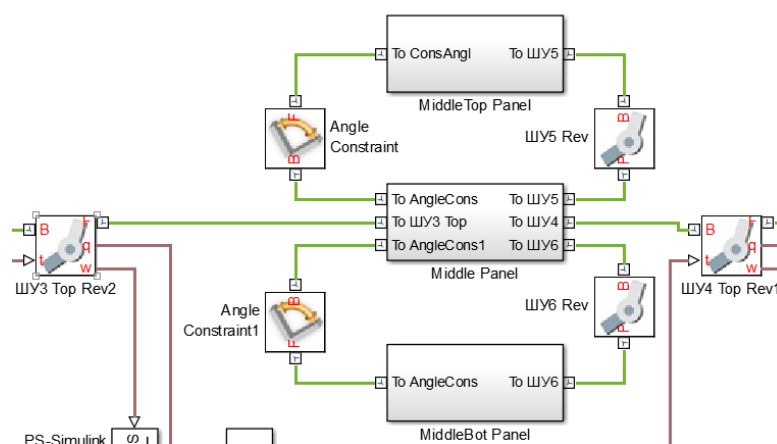 To ConsAngl To ШУ5
MiddleTop Panel
F
Angle
Constraint
B
B
ШУ5 Rev
F
To AngleCons To ШУ5
To ШУ3 Top To ШУ4
To AngleCons1 To ШУ6
Middle Panel
B
F
t
q
w
ШУ3 Top Rev2
B
F
t
q
w
ШУ4 Top Rev1
Angle
Constraint1
B
F
B
ШУ6 Rev
F
To AngleCons To ШУ6
MiddleBot Panel
PS-Simulink
S